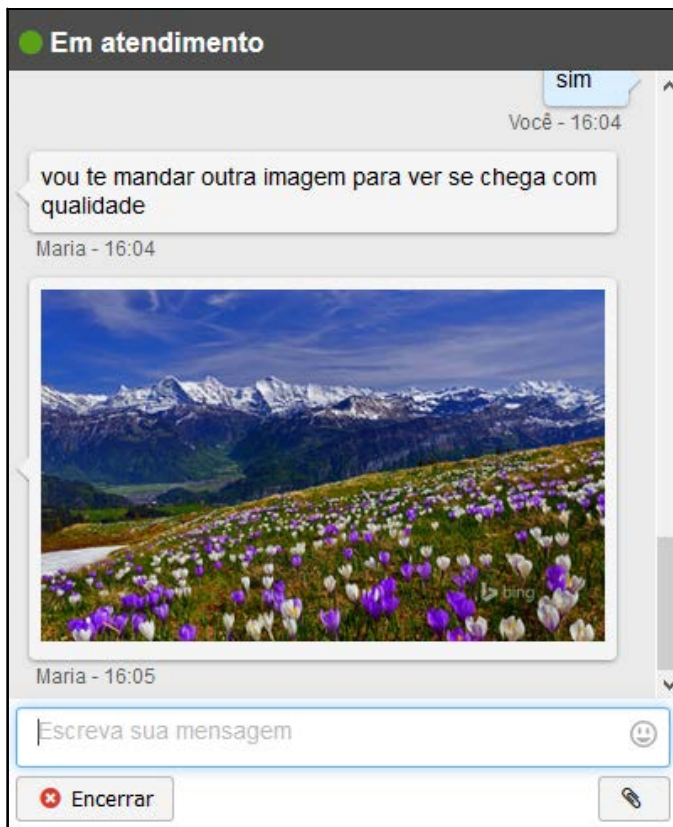 Em atendimento
sim
Você - 16:04
vou te mandar outra imagem para ver se chega com
qualidade
Maria - 16:04
bing
Maria - 16:05
Escreva sua mensagem
Encerrar